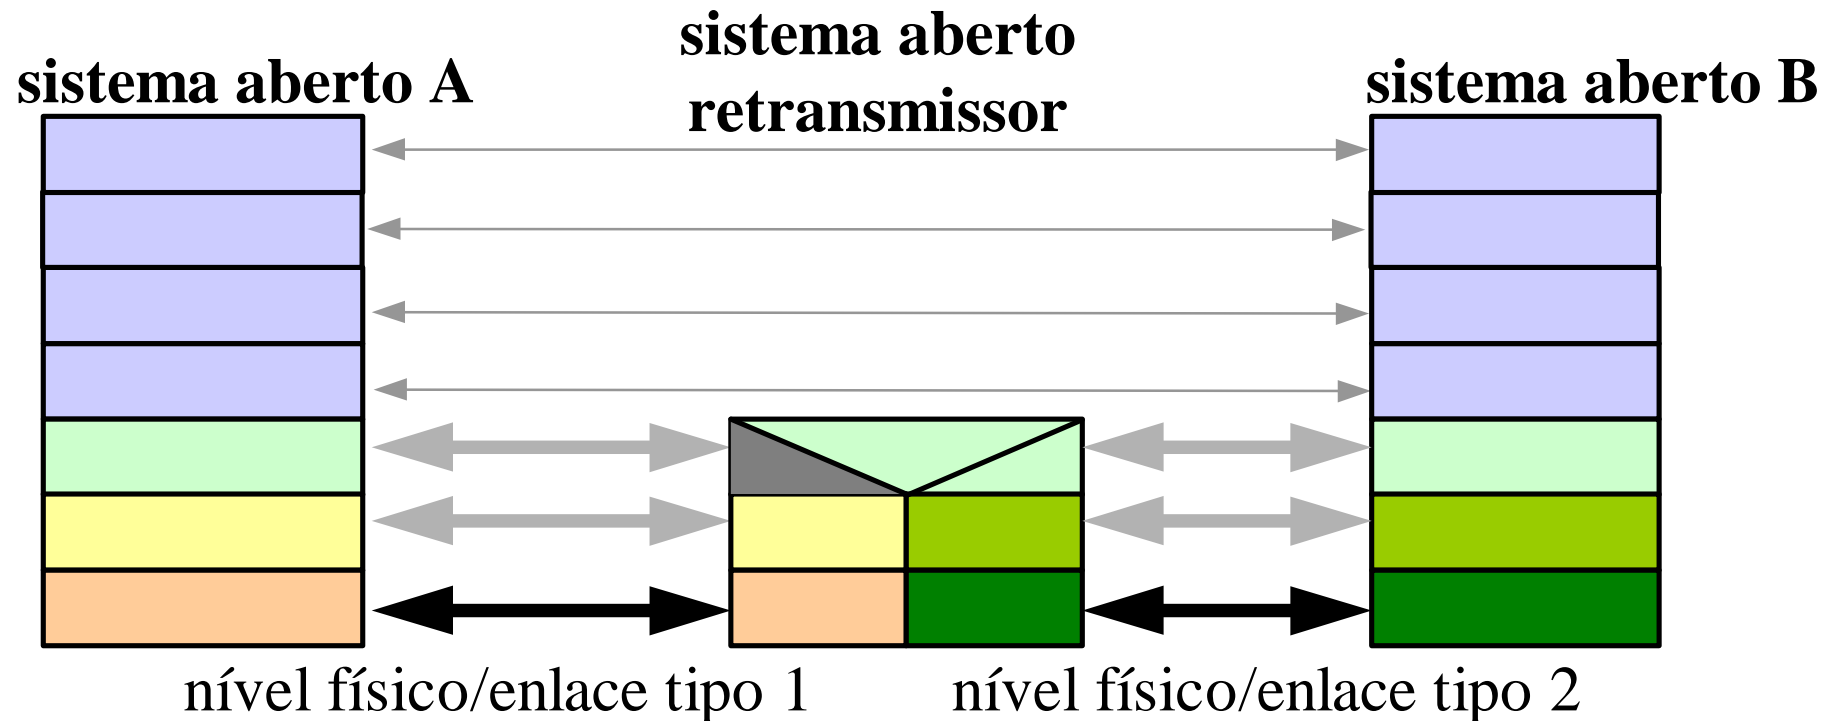 sistema aberto
retransmissor
sistema aberto A
sistema aberto B
nível físico/enlace tipo 1
nível físico/enlace tipo 2